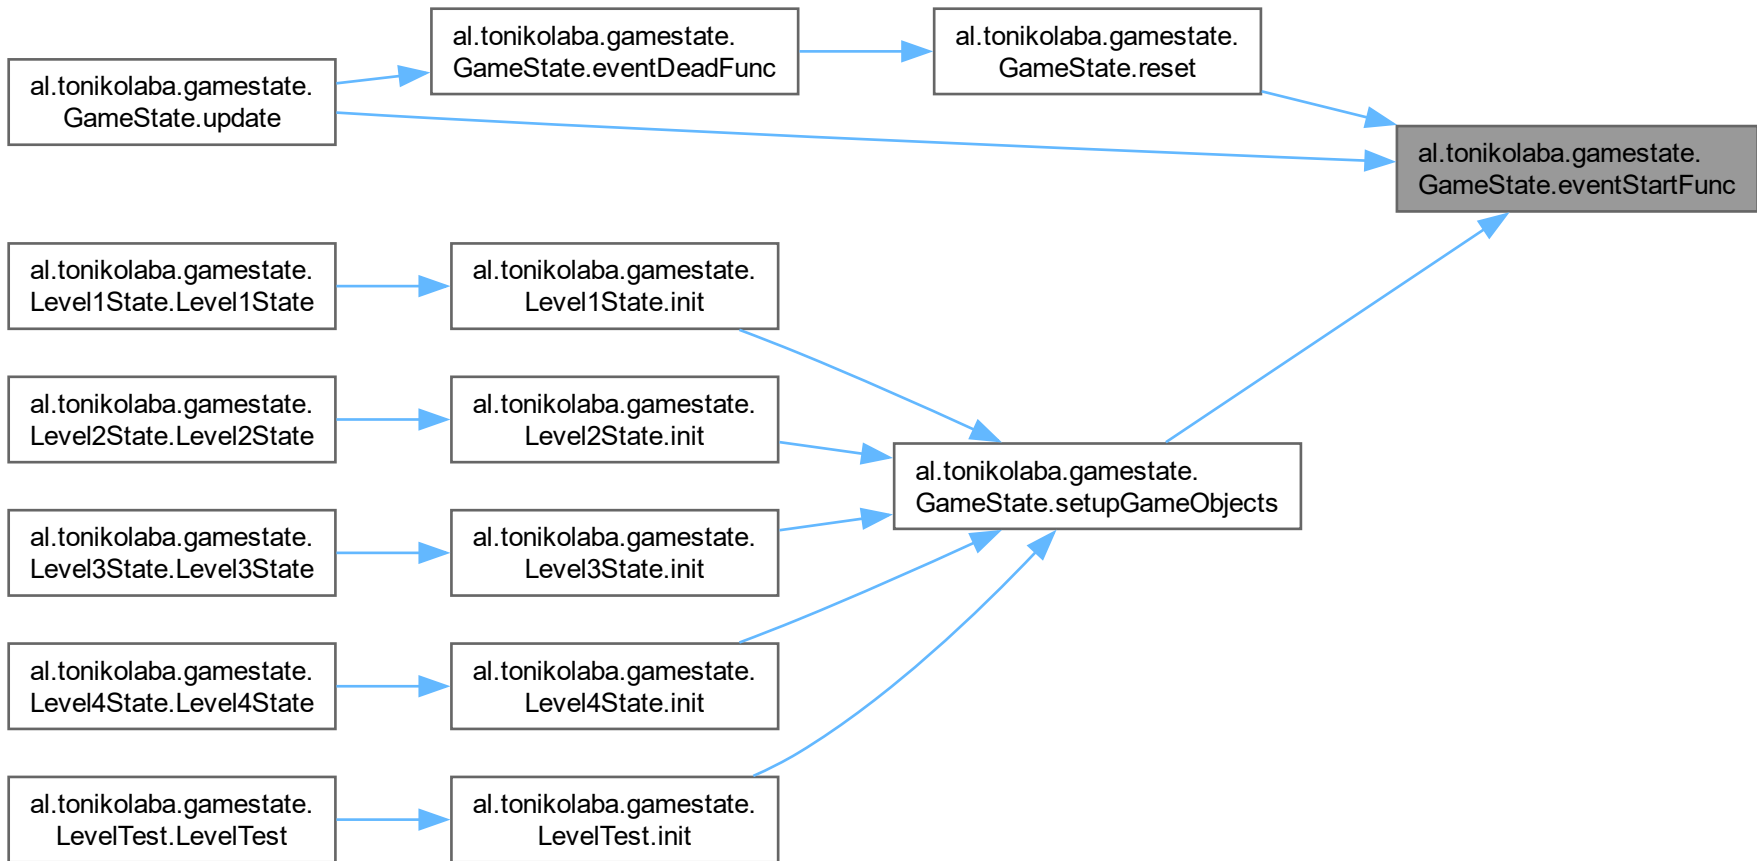 al.tonikolaba.gamestate.
GameState.eventDeadFunc
al.tonikolaba.gamestate.
GameState.reset
al.tonikolaba.gamestate.
GameState.update
al.tonikolaba.gamestate.
GameState.eventStartFunc
al.tonikolaba.gamestate.
Level1State.Level1State
al.tonikolaba.gamestate.
Level1State.init
al.tonikolaba.gamestate.
Level2State.Level2State
al.tonikolaba.gamestate.
Level2State.init
al.tonikolaba.gamestate.
GameState.setupGameObjects
al.tonikolaba.gamestate.
Level3State.Level3State
al.tonikolaba.gamestate.
Level3State.init
al.tonikolaba.gamestate.
Level4State.Level4State
al.tonikolaba.gamestate.
Level4State.init
al.tonikolaba.gamestate.
LevelTest.LevelTest
al.tonikolaba.gamestate.
LevelTest.init